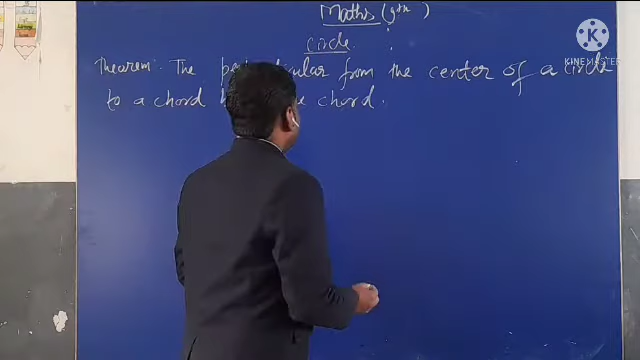 Maths (9th)
Circle
Theorem. The perpendicular from the center of a circle
to a chord the chord.
KINEMASTER